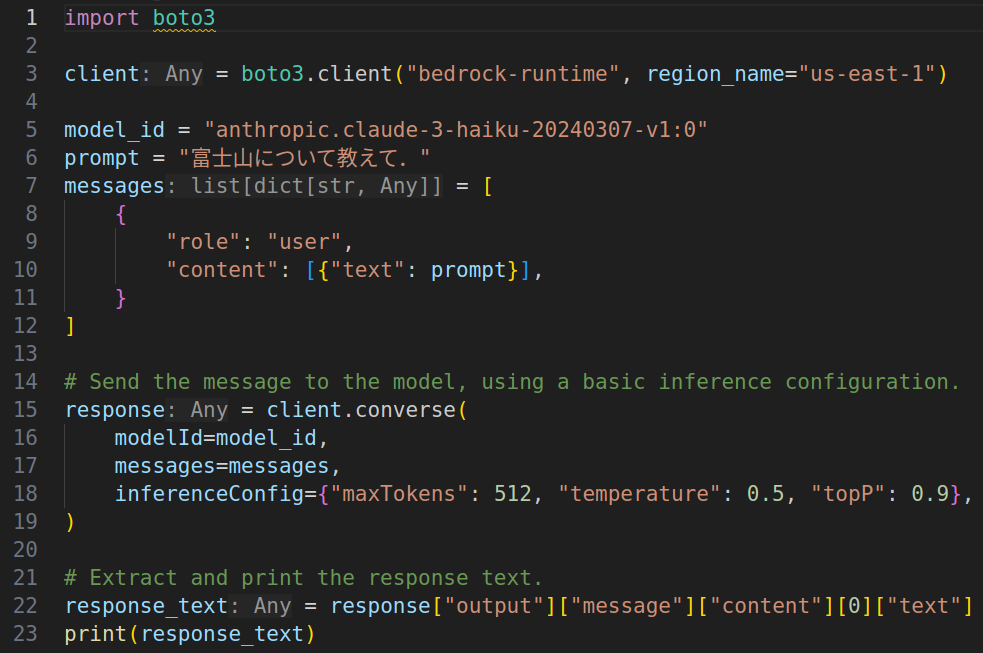 1 import boto3
2
3 client: Any = boto3.client("bedrock-runtime", region_name="us-east-1")
4
5 model_id = "anthropic.claude-3-haiku-20240307-v1:0"
6 prompt = "富士山について教えて．"
7 messages: list[dict[str, Any]] = [
8     {
9         "role": "user",
10         "content": [{"text": prompt}],
11     }
12 ]
13
14 # Send the message to the model, using a basic inference configuration.
15 response: Any = client.converse(
16     modelId=model_id,
17     messages=messages,
18     inferenceConfig={"maxTokens": 512, "temperature": 0.5, "topP": 0.9},
19 )
20
21 # Extract and print the response text.
22 response_text: Any = response["output"]["message"]["content"][0]["text"]
23 print(response_text)